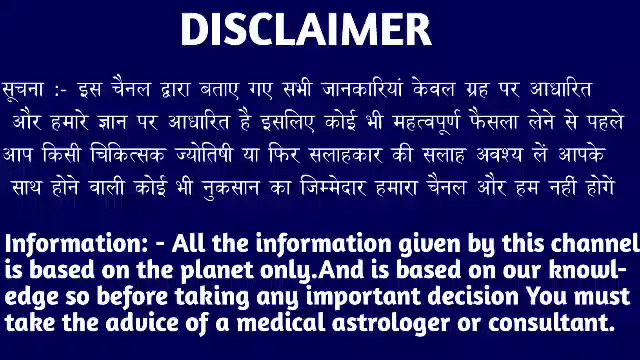 DISCLAIMER
सूचना :- इस चैनल द्वारा बताए गए सभी जानकारियां केवल ग्रह पर आधारित
और हमारे ज्ञान पर आधारित है इसलिए कोई भी महत्वपूर्ण फैसला लेने से पहले
आप किसी चिकित्सक ज्योतिषी या फिर सलाहकार की सलाह अवश्य लें आपके
साथ होने वाली कोई भी नुकसान का जिम्मेदार हमारा चैनल और हम नहीं होगें
Information: - All the information given by this channel
is based on the planet only.And is based on our knowl-
edge so before taking any important decision You must
take the advice of a medical astrologer or consultant.